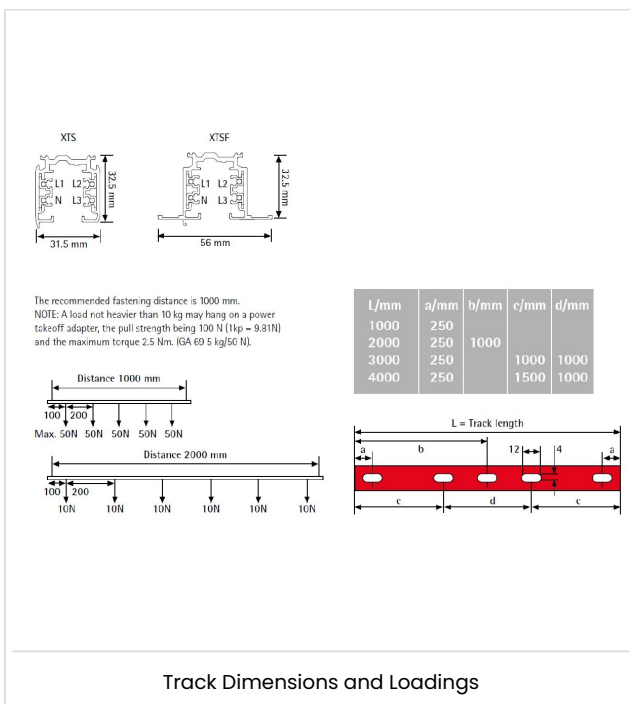 XTS
XTSF
L1 L2
N L3
32.5 mm
31.5 mm
L1 L2
N L3
32.5 mm
56 mm
The recommended fastening distance is 1000 mm.
NOTE: A load not heavier than 10 kg may hang on a power
takeoff adapter, the pull strength being 100 N (1kp = 9.81N)
and the maximum torque 2.5 Nm. (GA 69 5 kg/50 N).
Distance 1000 mm
100 200
Max. 50N 50N 50N 50N 50N
Distance 2000 mm
100 200
10N 10N 10N 10N 10N 10N
L/mm a/mm b/mm c/mm d/mm
1000 250
2000 250 1000
3000 250 1000 1000
4000 250 1500 1000
L = Track length
a b 12 4 a
c d c
Track Dimensions and Loadings